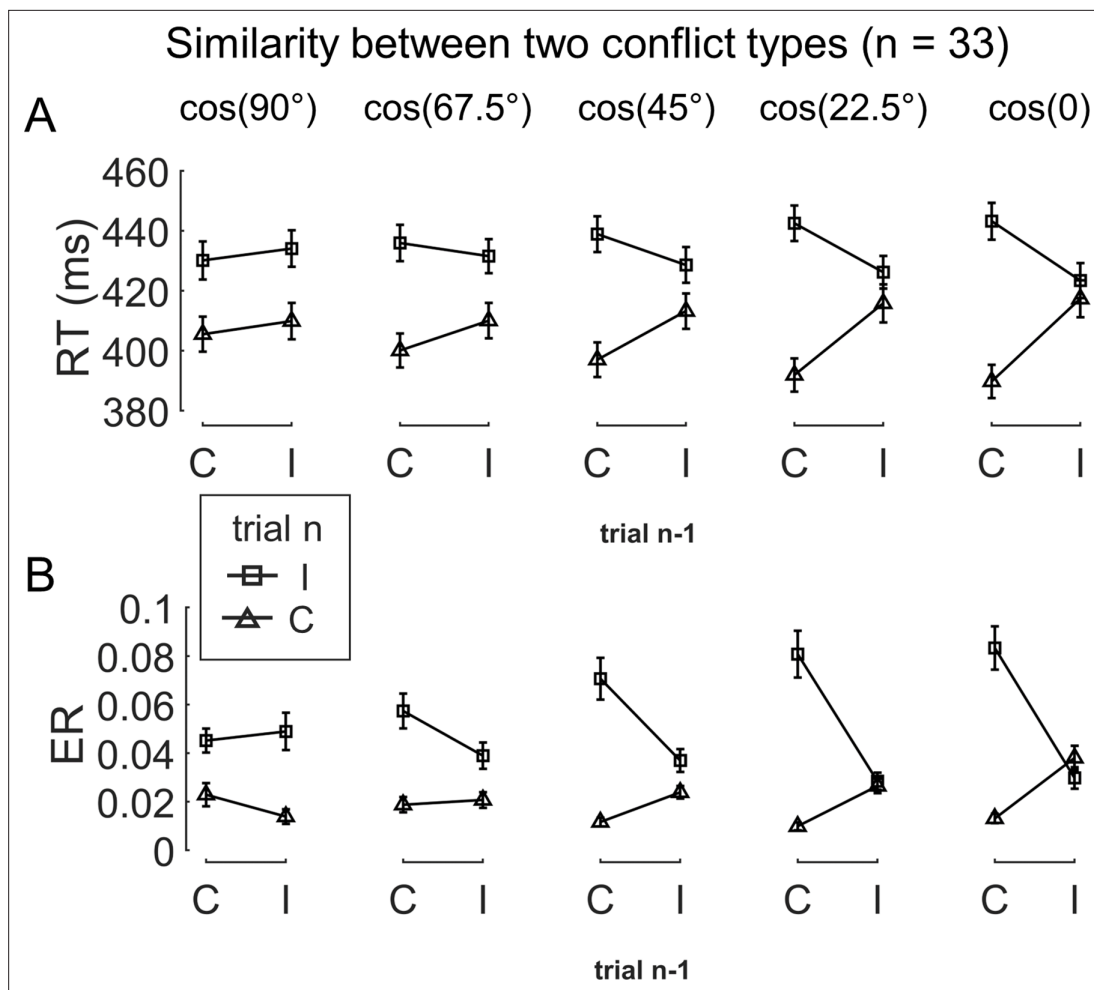 Similarity between two conflict types (n = 33)
A
cos(90°) cos(67.5°) cos(45°) cos(22.5°) cos(0)
RT (ms)
460
440
420
400
380
C I C I C I C I C I
trial n-1
trial n
I
C
B
ER
0.1
0.08
0.06
0.04
0.02
0
C I C I C I C I C I
trial n-1